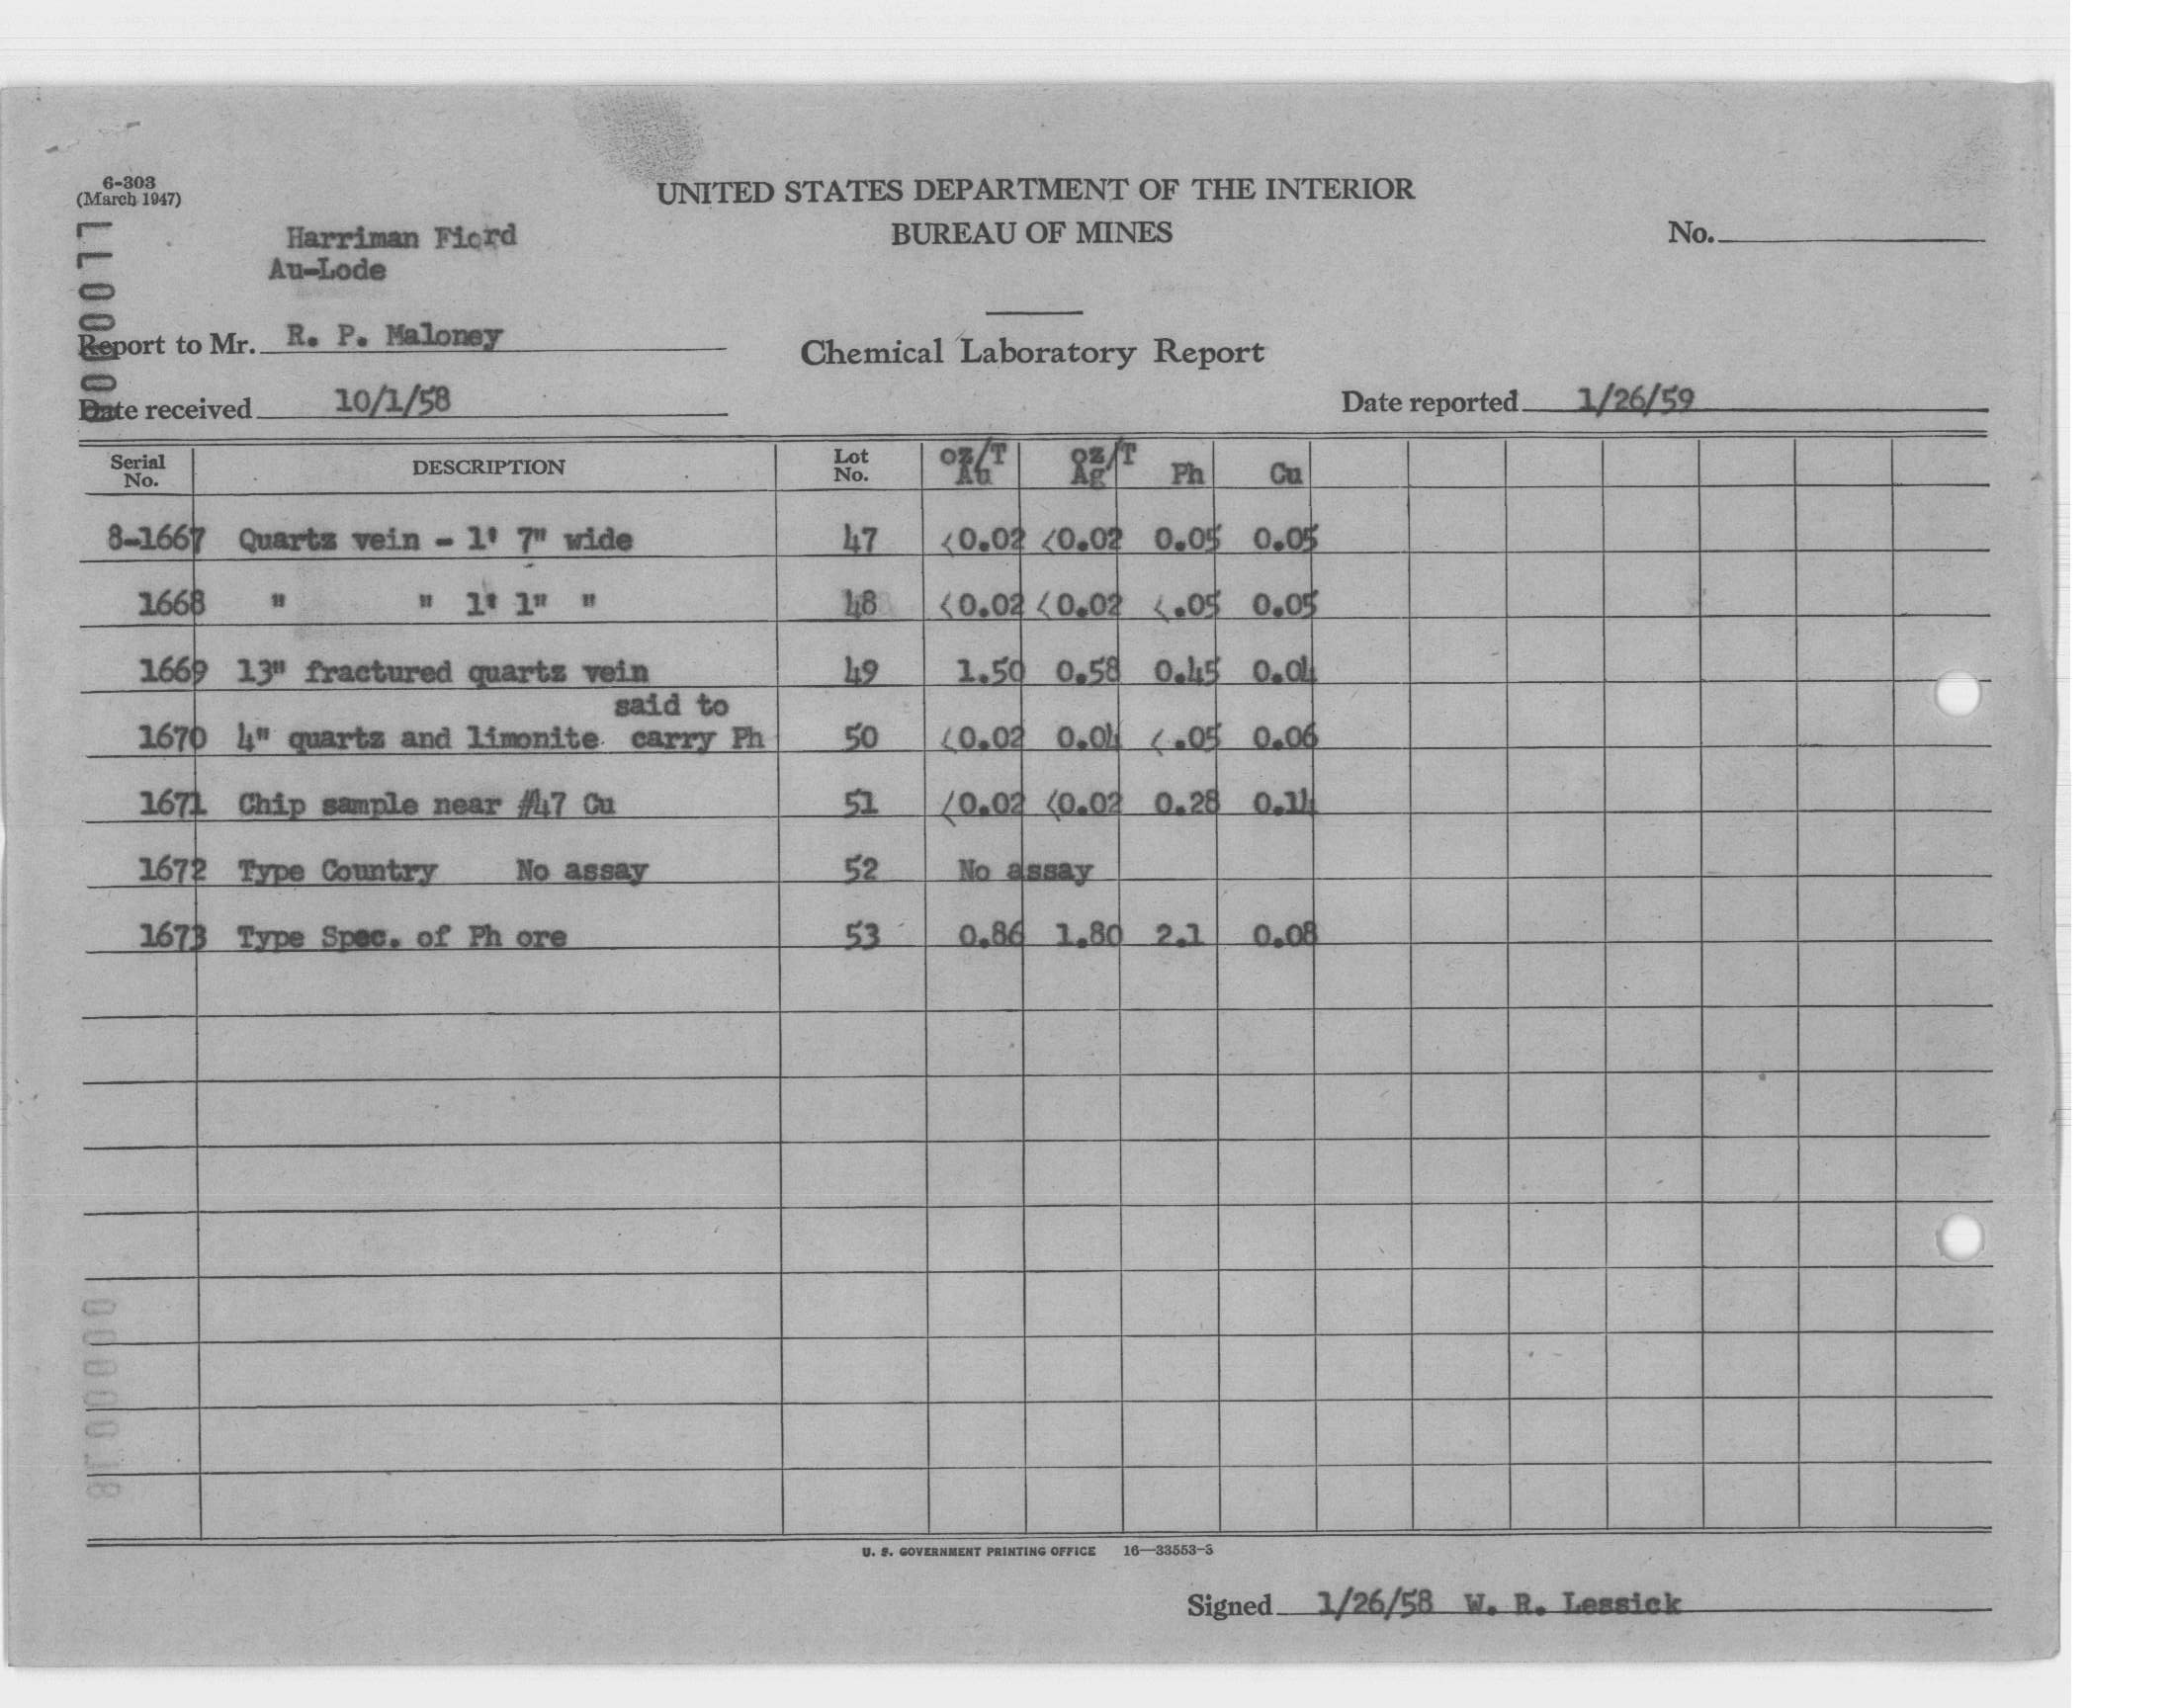 6-303
(March 1947)
UNITED STATES DEPARTMENT OF THE INTERIOR
BUREAU OF MINES
No.
Harriman Fiord
Au-Lode
Report to Mr. R. P. Maloney
Chemical Laboratory Report
Date received 10/1/58
Date reported 1/26/59
Serial No. DESCRIPTION Lot No. oz/T Au oz/T Ag Ph Cu
8-1667 Quartz vein - 1' 7" wide 47 <0.02 <0.02 0.05 0.05
1668 " " 1' 1" " 48 <0.02 <0.02 <.05 0.05
1669 13" fractured quartz vein 49 1.50 0.58 0.45 0.04
said to
1670 4" quartz and limonite carry Ph 50 <0.02 0.04 <.05 0.06
1671 Chip sample near #47 Cu 51 <0.02 <0.02 0.28 0.14
1672 Type Country No assay 52 No assay
1673 Type Spec. of Ph ore 53 0.86 1.80 2.1 0.08
U. S. GOVERNMENT PRINTING OFFICE 16—33553-3
Signed 1/26/58 W. R. Lessick